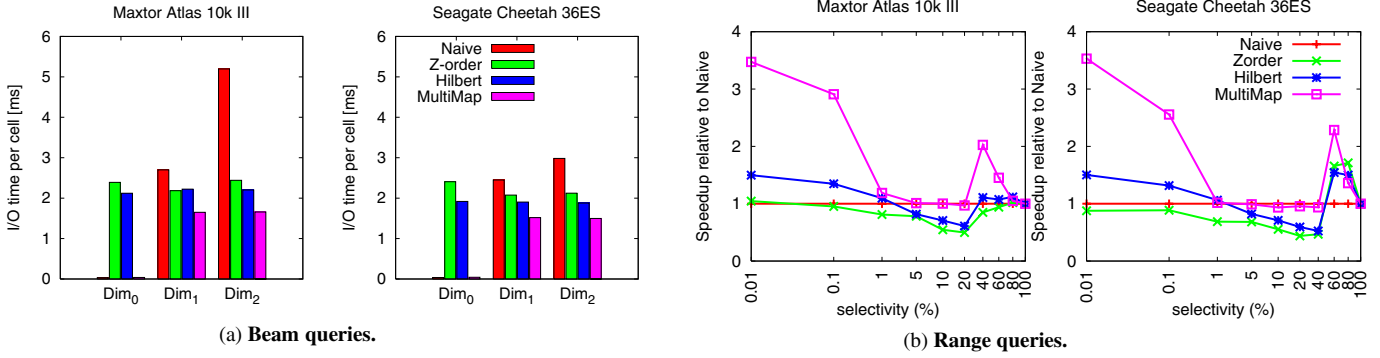 Maxtor Atlas 10k III
I/O time per cell [ms]
6
5
4
3
2
1
0
Dim0
Dim1
Dim2
Seagate Cheetah 36ES
6
5
4
3
2
1
0
Naive
Z-order
Hilbert
MultiMap
Dim0
Dim1
Dim2
I/O time per cell [ms]
(a) Beam queries.
Maxtor Atlas 10k III
Speedup relative to Naive
4
3
2
1
0
Naive
Zorder
Hilbert
MultiMap
0.01
0.1
1
5
10
20
40
60
80
100
selectivity (%)
Seagate Cheetah 36ES
Speedup relative to Naive
4
3
2
1
0
Naive
Zorder
Hilbert
MultiMap
0.01
0.1
1
5
10
20
40
60
80
100
selectivity (%)
(b) Range queries.